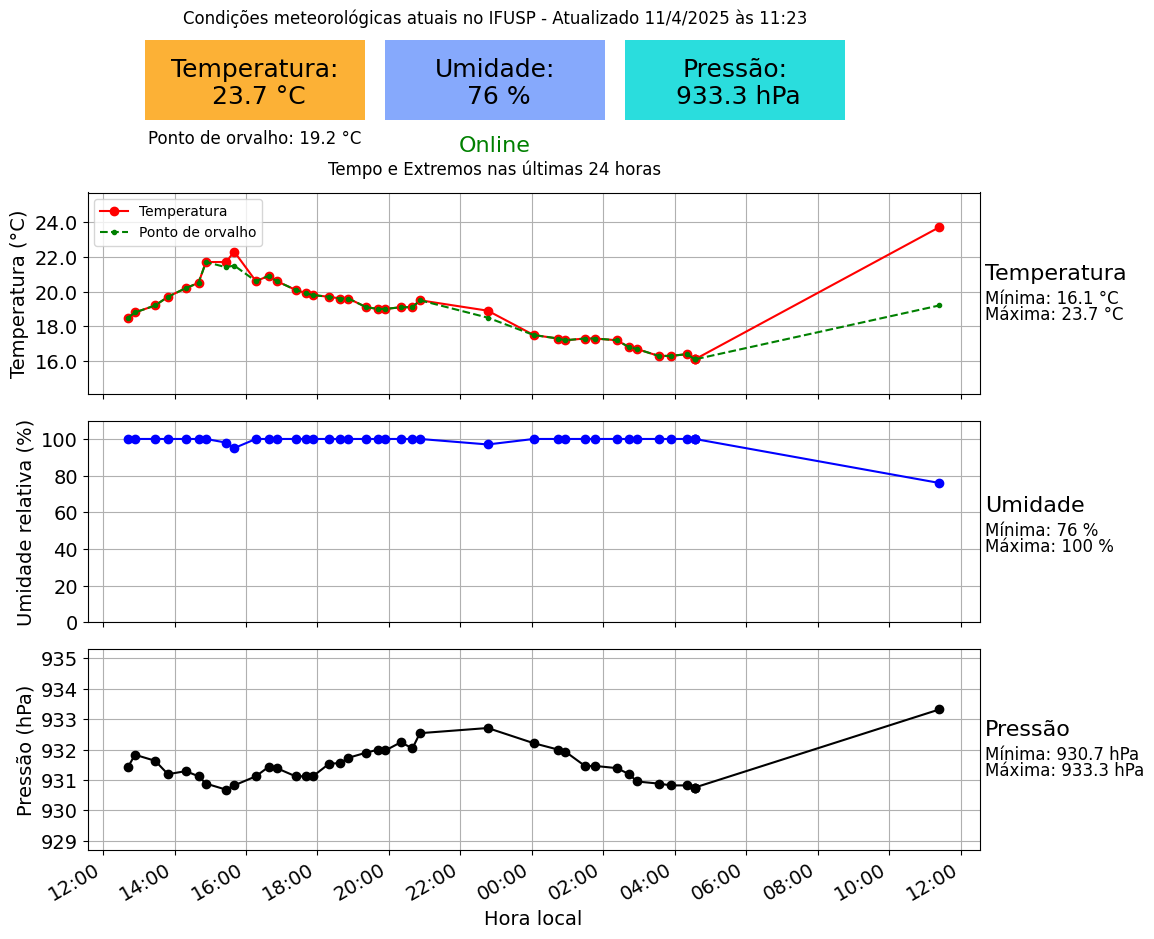 Condições meteorológicas atuais no IFUSP - Atualizado 11/4/2025 às 11:23
Temperatura:
23.7 °C
Umidade:
76 %
Pressão:
933.3 hPa
Ponto de orvalho: 19.2 °C
Online
Tempo e Extremos nas últimas 24 horas
Temperatura (°C)
24.0
22.0
20.0
18.0
16.0
Temperatura
Ponto de orvalho
Temperatura
Mínima: 16.1 °C
Máxima: 23.7 °C
Umidade relativa (%)
100
80
60
40
20
0
Umidade
Mínima: 76 %
Máxima: 100 %
Pressão (hPa)
935
934
933
932
931
930
929
Pressão
Mínima: 930.7 hPa
Máxima: 933.3 hPa
12:00 14:00 16:00 18:00 20:00 22:00 00:00 02:00 04:00 06:00 08:00 10:00 12:00
Hora local